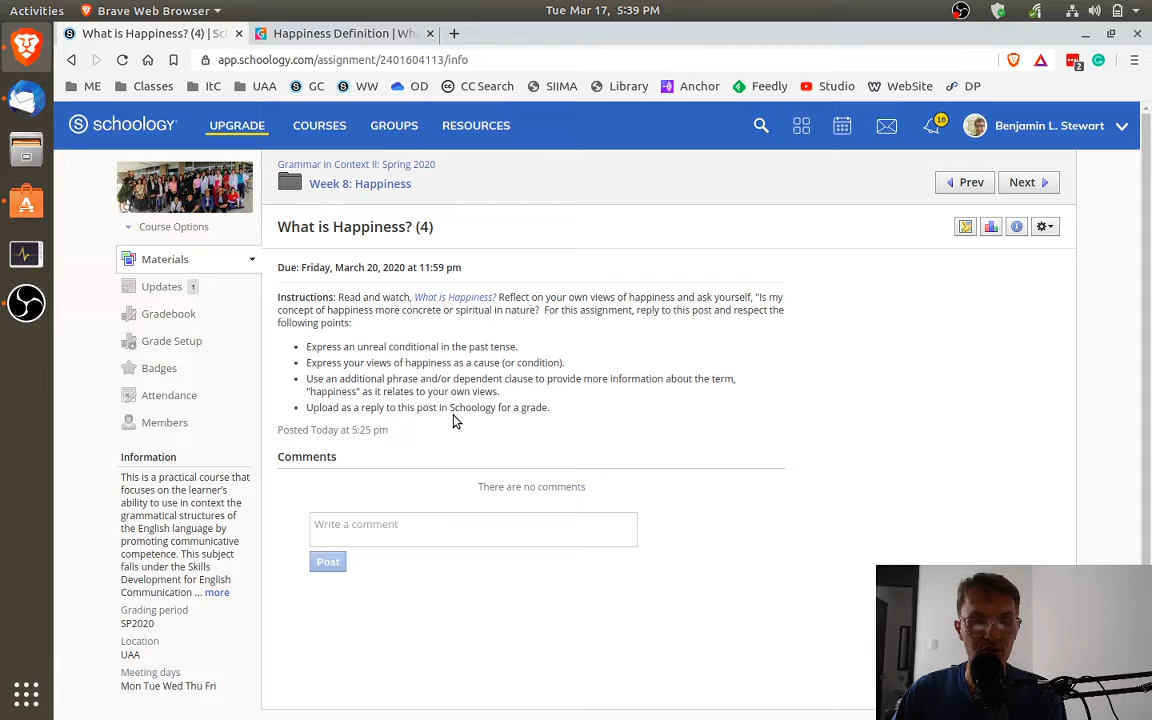 Activities Brave Web Browser Tue Mar 17, 5:39 PM
What is Happiness? (4) | Sc Happiness Definition | Wh
app.schoology.com/assignment/2401604113/info 2
ME Classes ItC UAA GC WW OD CC Search SIIMA Library Anchor Feedly Studio WebSite DP
schoology UPGRADE COURSES GROUPS RESOURCES 16 Benjamin L. Stewart
Grammar in Context II: Spring 2020
Week 8: Happiness
Prev Next
Course Options
What is Happiness? (4)
Materials
Updates 1
Gradebook
Grade Setup
Badges
Attendance
Members
Information
This is a practical course that
focuses on the learner's
ability to use in context the
grammatical structures of
the English language by
promoting communicative
competence. This subject
falls under the Skills
Development for English
Communication ... more
Grading period
SP2020
Location
UAA
Meeting days
Mon Tue Wed Thu Fri
Due: Friday, March 20, 2020 at 11:59 pm
Instructions: Read and watch, What is Happiness? Reflect on your own views of happiness and ask yourself, "Is my
concept of happiness more concrete or spiritual in nature? For this assignment, reply to this post and respect the
following points:
• Express an unreal conditional in the past tense.
• Express your views of happiness as a cause (or condition).
• Use an additional phrase and/or dependent clause to provide more information about the term,
"happiness" as it relates to your own views.
• Upload as a reply to this post in Schoology for a grade.
Posted Today at 5:25 pm
Comments
There are no comments
Write a comment
Post